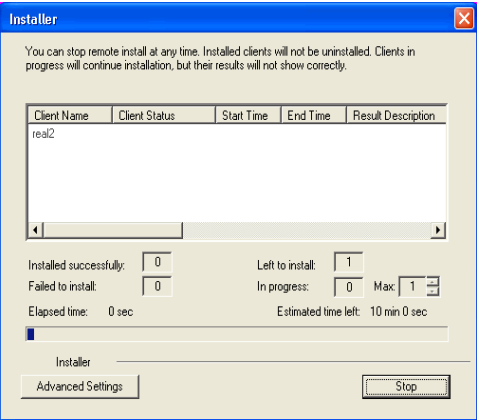 Installer
You can stop remote install at any time. Installed clients will not be uninstalled. Clients in
progress will continue installation, but their results will not show correctly.
Client Name Client Status Start Time End Time Result Description
real2
Installed successfully: 0 Left to install: 1
Failed to install: 0 In progress: 0 Max: 1
Elapsed time: 0 sec Estimated time left: 10 min 0 sec
Installer
Advanced Settings Stop